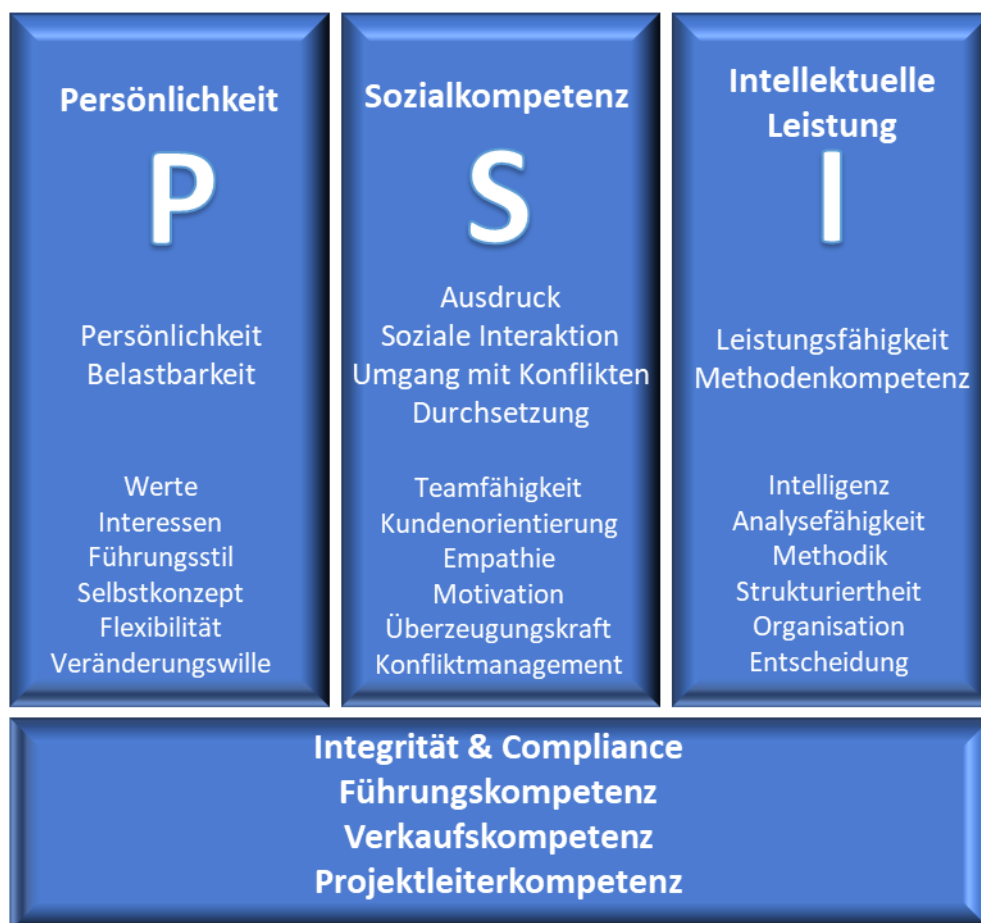 Persönlichkeit
P
Persönlichkeit
Belastbarkeit
Werte
Interessen
Führungsstil
Selbstkonzept
Flexibilität
Veränderungswille
Sozialkompetenz
S
Ausdruck
Soziale Interaktion
Umgang mit Konflikten
Durchsetzung
Teamfähigkeit
Kundenorientierung
Empathie
Motivation
Überzeugungskraft
Konfliktmanagement
Intellektuelle
Leistung
I
Leistungsfähigkeit
Methodenkompetenz
Intelligenz
Analysefähigkeit
Methodik
Strukturiertheit
Organisation
Entscheidung
Integrität & Compliance
Führungskompetenz
Verkaufskompetenz
Projektleiterkompetenz